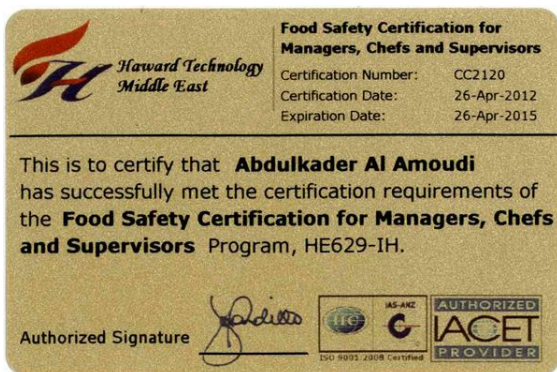 Haward Technology
Middle East
Food Safety Certification for
Managers, Chefs and Supervisors
Certification Number: CC2120
Certification Date: 26-Apr-2012
Expiration Date: 26-Apr-2015
This is to certify that Abdulkader Al Amoudi
has successfully met the certification requirements of
the Food Safety Certification for Managers, Chefs
and Supervisors Program, HE629-IH.
Authorized Signature
IAS-ANZ
ISO 9001:2008 Certified
AUTHORIZED
IACET
PROVIDER